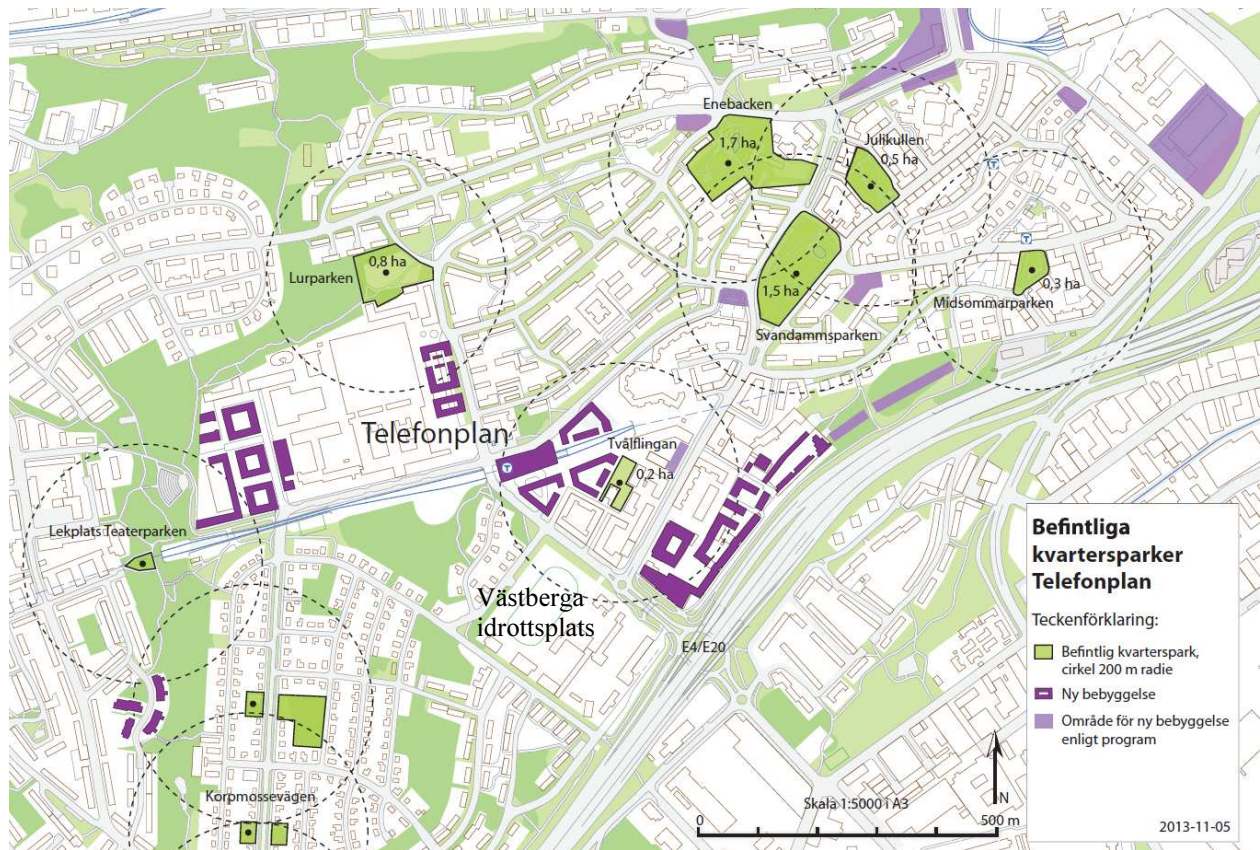 Enebacken
1,7 ha
Julikullen
0,5 ha
T
T
Lurparken
0,8 ha
1,5 ha
0,3 ha
Midsommarparken
Svandammsparken
Telefonplan
Tvålflingan
T
0,2 ha
Lekplats Teaterparken
Västberga
idrottsplats
E4/E20
Korpmossevägen
Befintliga
kvartersparker
Telefonplan
Teckenförklaring:
Befintlig kvarterspark,
cirkel 200 m radie
Ny bebyggelse
Område för ny bebyggelse
enligt program
Skala 1:5000 i A3
N
0
500 m
2013-11-05